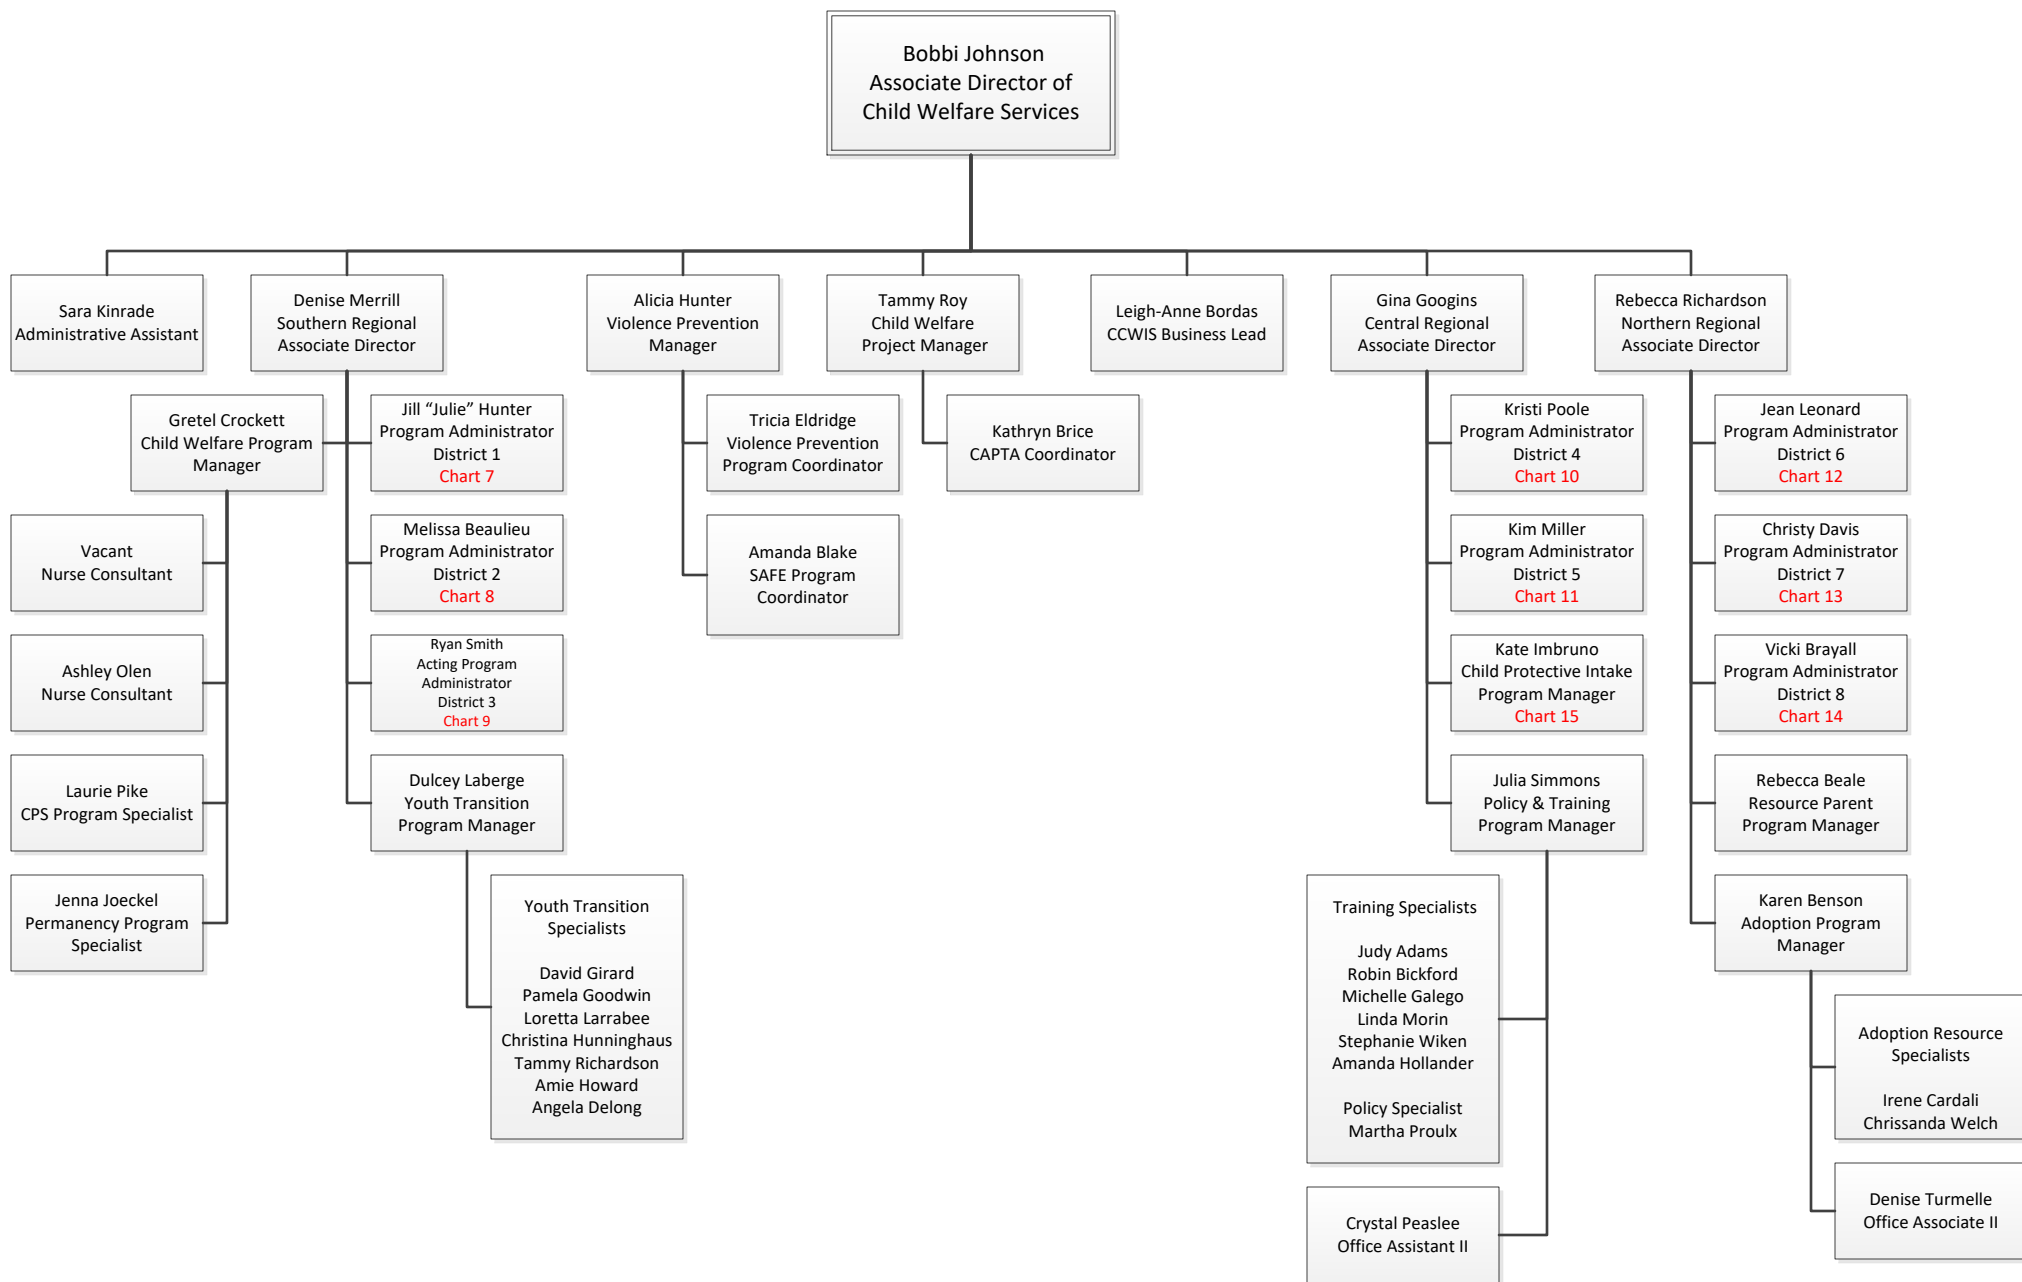 Bobbi Johnson
Associate Director of
Child Welfare Services
Sara Kinrade
Administrative Assistant
Denise Merrill
Southern Regional
Associate Director
Alicia Hunter
Violence Prevention
Manager
Tammy Roy
Child Welfare
Project Manager
Leigh-Anne Bordas
CCWIS Business Lead
Gina Googins
Central Regional
Associate Director
Rebecca Richardson
Northern Regional
Associate Director
Gretel Crockett
Child Welfare Program
Manager
Jill “Julie” Hunter
Program Administrator
District 1
Chart 7
Tricia Eldridge
Violence Prevention
Program Coordinator
Kathryn Brice
CAPTA Coordinator
Kristi Poole
Program Administrator
District 4
Chart 10
Jean Leonard
Program Administrator
District 6
Chart 12
Vacant
Nurse Consultant
Melissa Beaulieu
Program Administrator
District 2
Chart 8
Amanda Blake
SAFE Program
Coordinator
Kim Miller
Program Administrator
District 5
Chart 11
Christy Davis
Program Administrator
District 7
Chart 13
Ashley Olen
Nurse Consultant
Ryan Smith
Acting Program
Administrator
District 3
Chart 9
Kate Imbruno
Child Protective Intake
Program Manager
Chart 15
Vicki Brayall
Program Administrator
District 8
Chart 14
Laurie Pike
CPS Program Specialist
Dulcey Laberge
Youth Transition
Program Manager
Julia Simmons
Policy & Training
Program Manager
Rebecca Beale
Resource Parent
Program Manager
Jenna Joeckel
Permanency Program
Specialist
Youth Transition
Specialists
David Girard
Pamela Goodwin
Loretta Larrabee
Christina Hunninghaus
Tammy Richardson
Amie Howard
Angela Delong
Training Specialists
Judy Adams
Robin Bickford
Michelle Galego
Linda Morin
Stephanie Wiken
Amanda Hollander
Policy Specialist
Martha Proulx
Karen Benson
Adoption Program
Manager
Adoption Resource
Specialists
Irene Cardali
Chrissanda Welch
Crystal Peaslee
Office Assistant II
Denise Turmelle
Office Associate II